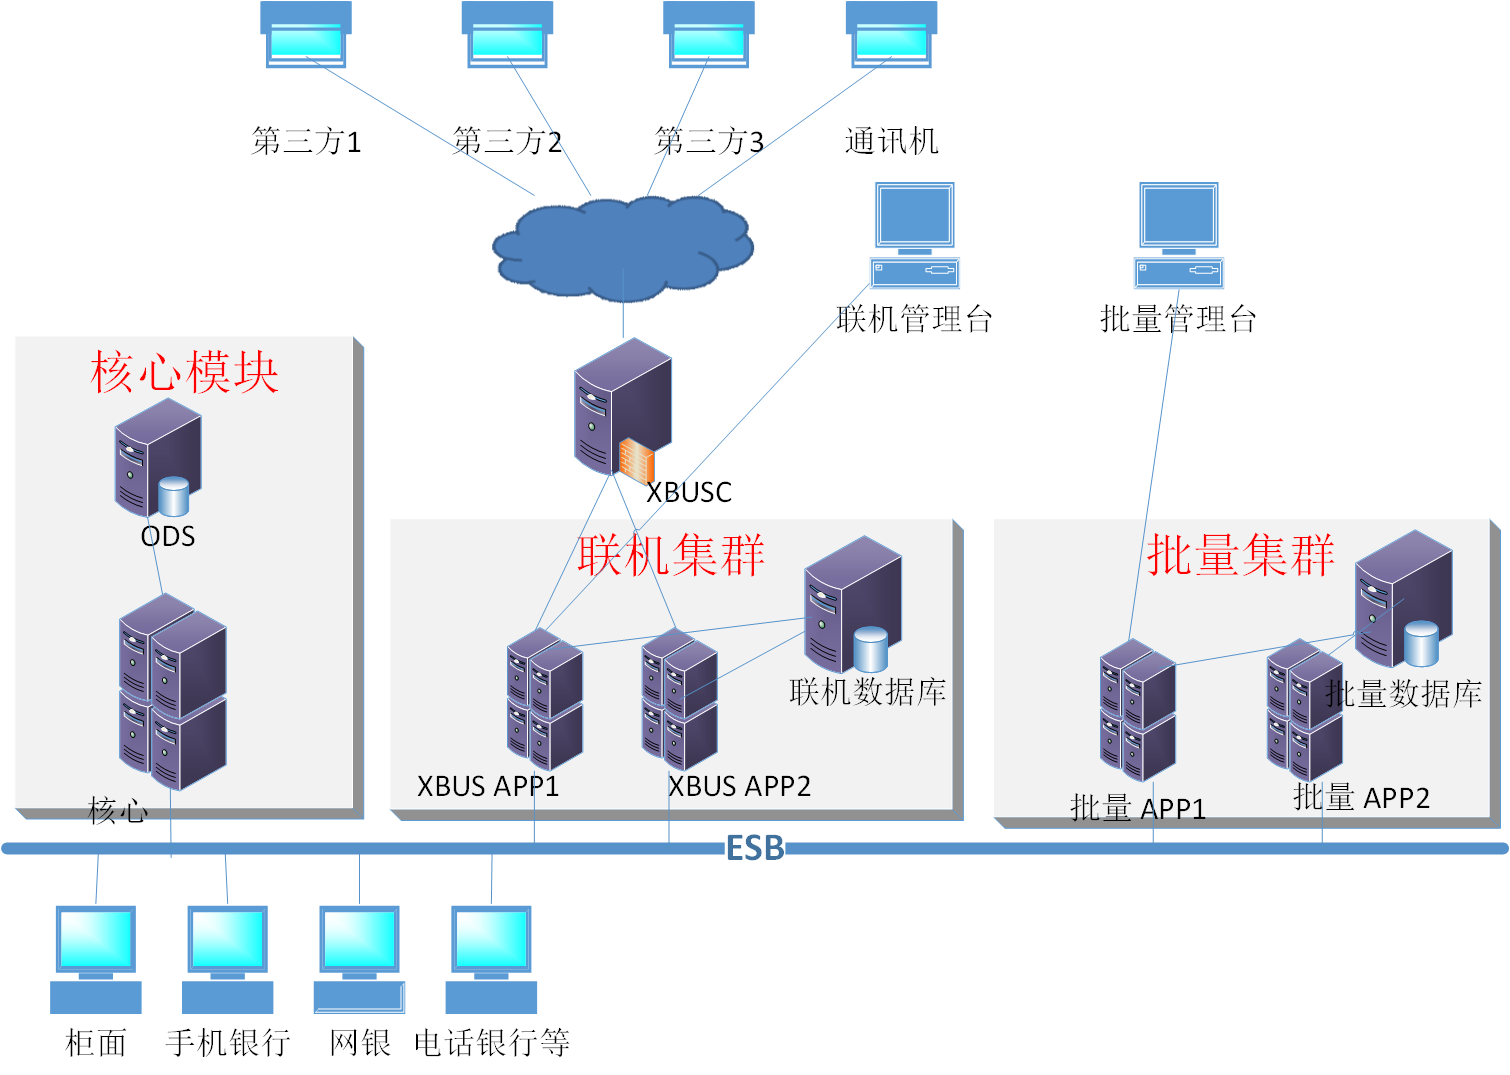 第三方1
第三方2
第三方3
通讯机
联机管理台
批量管理台
核心模块
XBUSC
ODS
联机集群
批量集群
联机数据库
批量数据库
XBUS APP1
XBUS APP2
核心
批量 APP1
批量 APP2
ESB
柜面
手机银行
网银
电话银行等